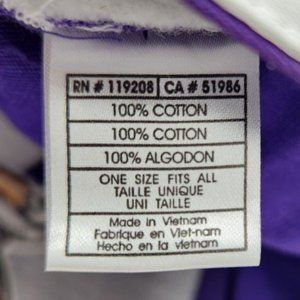 RN # 119208 CA # 51986
100% COTTON
100% COTTON
100% ALGODON
ONE SIZE FITS ALL
TAILLE UNIQUE
UNI TAILLE
Made in Vietnam
Fabrique en Viet-nam
Hecho en la Vietnam